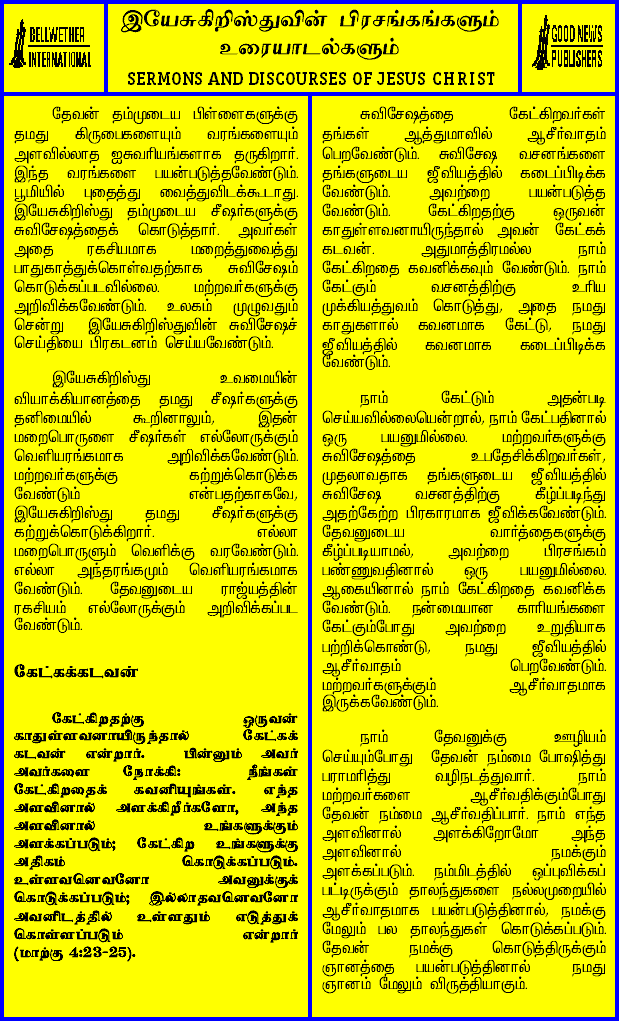 BELLWETHER
INTERNATIONAL
இயேசுகிறிஸ்துவின் பிரசங்கங்களும்
உரையாடல்களும்
SERMONS AND DISCOURSES OF JESUS CHRIST
GOOD NEWS
PUBLISHERS
தேவன் தம்முடைய பிள்ளைகளுக்கு
தமது கிருபைகளையும் வரங்களையும்
அளவில்லாத ஐசுவரியங்களாக தருகிறார்.
இந்த வரங்களை பயன்படுத்தவேண்டும்.
பூமியில் புதைத்து வைத்துவிடக்கூடாது.
இயேசுகிறிஸ்து தம்முடைய சீஷர்களுக்கு
சுவிசேஷத்தைக் கொடுத்தார். அவர்கள்
அதை ரகசியமாக மறைத்துவைத்து
பாதுகாத்துக்கொள்வதற்காக சுவிசேஷம்
கொடுக்கப்படவில்லை. மற்றவர்களுக்கு
அறிவிக்கவேண்டும். உலகம் முழுவதும்
சென்று இயேசுகிறிஸ்துவின் சுவிசேஷச்
செய்தியை பிரகடனம் செய்யவேண்டும்.
இயேசுகிறிஸ்து உவமையின்
வியாக்கியானத்தை தமது சீஷர்களுக்கு
தனிமையில் கூறினாலும், இதன்
மறைபொருளை சீஷர்கள் எல்லோருக்கும்
வெளியரங்கமாக அறிவிக்கவேண்டும்.
மற்றவர்களுக்கு கற்றுக்கொடுக்க
வேண்டும் என்பதற்காகவே,
இயேசுகிறிஸ்து தமது சீஷர்களுக்கு
கற்றுக்கொடுக்கிறார். எல்லா
மறைபொருளும் வெளிக்கு வரவேண்டும்.
எல்லா அந்தரங்கமும் வெளியரங்கமாக
வேண்டும். தேவனுடைய ராஜ்யத்தின்
ரகசியம் எல்லோருக்கும் அறிவிக்கப்பட
வேண்டும்.
கேட்கக்கடவன்
கேட்கிறதற்கு ஒருவன்
காதுள்ளவனாயிருந்தால் கேட்கக்
கடவன் என்றார். பின்னும் அவர்
அவர்களை நோக்கி: நீங்கள்
கேட்கிறதைக் கவனியுங்கள். எந்த
அளவினால் அளக்கிறீர்களோ, அந்த
அளவினால் உங்களுக்கும்
அளக்கப்படும்; கேட்கிற உங்களுக்கு
அதிகம் கொடுக்கப்படும்.
உள்ளவனெவனோ அவனுக்குக்
கொடுக்கப்படும்; இல்லாதவனெவனோ
அவனிடத்தில் உள்ளதும் எடுத்துக்
கொள்ளப்படும் என்றார்
(மாற்கு 4:23-25).
சுவிசேஷத்தை கேட்கிறவர்கள்
தங்கள் ஆத்துமாவில் ஆசீர்வாதம்
பெறவேண்டும். சுவிசேஷ வசனங்களை
தங்களுடைய ஜீவியத்தில் கடைப்பிடிக்க
வேண்டும். அவற்றை பயன்படுத்த
வேண்டும். கேட்கிறதற்கு ஒருவன்
காதுள்ளவனாயிருந்தால் அவன் கேட்கக்
கடவன். அதுமாத்திரமல்ல நாம்
கேட்கிறதை கவனிக்கவும் வேண்டும். நாம்
கேட்கும் வசனத்திற்கு உரிய
முக்கியத்துவம் கொடுத்து, அதை நமது
காதுகளால் கவனமாக கேட்டு, நமது
ஜீவியத்தில் கவனமாக கடைப்பிடிக்க
வேண்டும்.
நாம் கேட்டும் அதன்படி
செய்யவில்லையென்றால், நாம் கேட்பதினால்
ஒரு பயனுமில்லை. மற்றவர்களுக்கு
சுவிசேஷத்தை உபதேசிக்கிறவர்கள்,
முதலாவதாக தங்களுடைய ஜீவியத்தில்
சுவிசேஷ வசனத்திற்கு கீழ்ப்படிந்து
அதற்கேற்ற பிரகாரமாக ஜீவிக்கவேண்டும்.
தேவனுடைய வார்த்தைகளுக்கு
கீழ்ப்படியாமல், அவற்றை பிரசங்கம்
பண்ணுவதினால் ஒரு பயனுமில்லை.
ஆகையினால் நாம் கேட்கிறதை கவனிக்க
வேண்டும். நன்மையான காரியங்களை
கேட்கும்போது அவற்றை உறுதியாக
பற்றிக்கொண்டு, நமது ஜீவியத்தில்
ஆசீர்வாதம் பெறவேண்டும்.
மற்றவர்களுக்கும் ஆசீர்வாதமாக
இருக்கவேண்டும்.
நாம் தேவனுக்கு ஊழியம்
செய்யும்போது தேவன் நம்மை போஷித்து
பராமரித்து வழிநடத்துவார். நாம்
மற்றவர்களை ஆசீர்வதிக்கும்போது
தேவன் நம்மை ஆசீர்வதிப்பார். நாம் எந்த
அளவினால் அளக்கிறோமோ அந்த
அளவினால் நமக்கும்
அளக்கப்படும். நம்மிடத்தில் ஒப்புவிக்கப்
பட்டிருக்கும் தாலந்துகளை நல்லமுறையில்
ஆசீர்வாதமாக பயன்படுத்தினால், நமக்கு
மேலும் பல தாலந்துகள் கொடுக்கப்படும்.
தேவன் நமக்கு கொடுத்திருக்கும்
ஞானத்தை பயன்படுத்தினால் நமது
ஞானம் மேலும் விருத்தியாகும்.